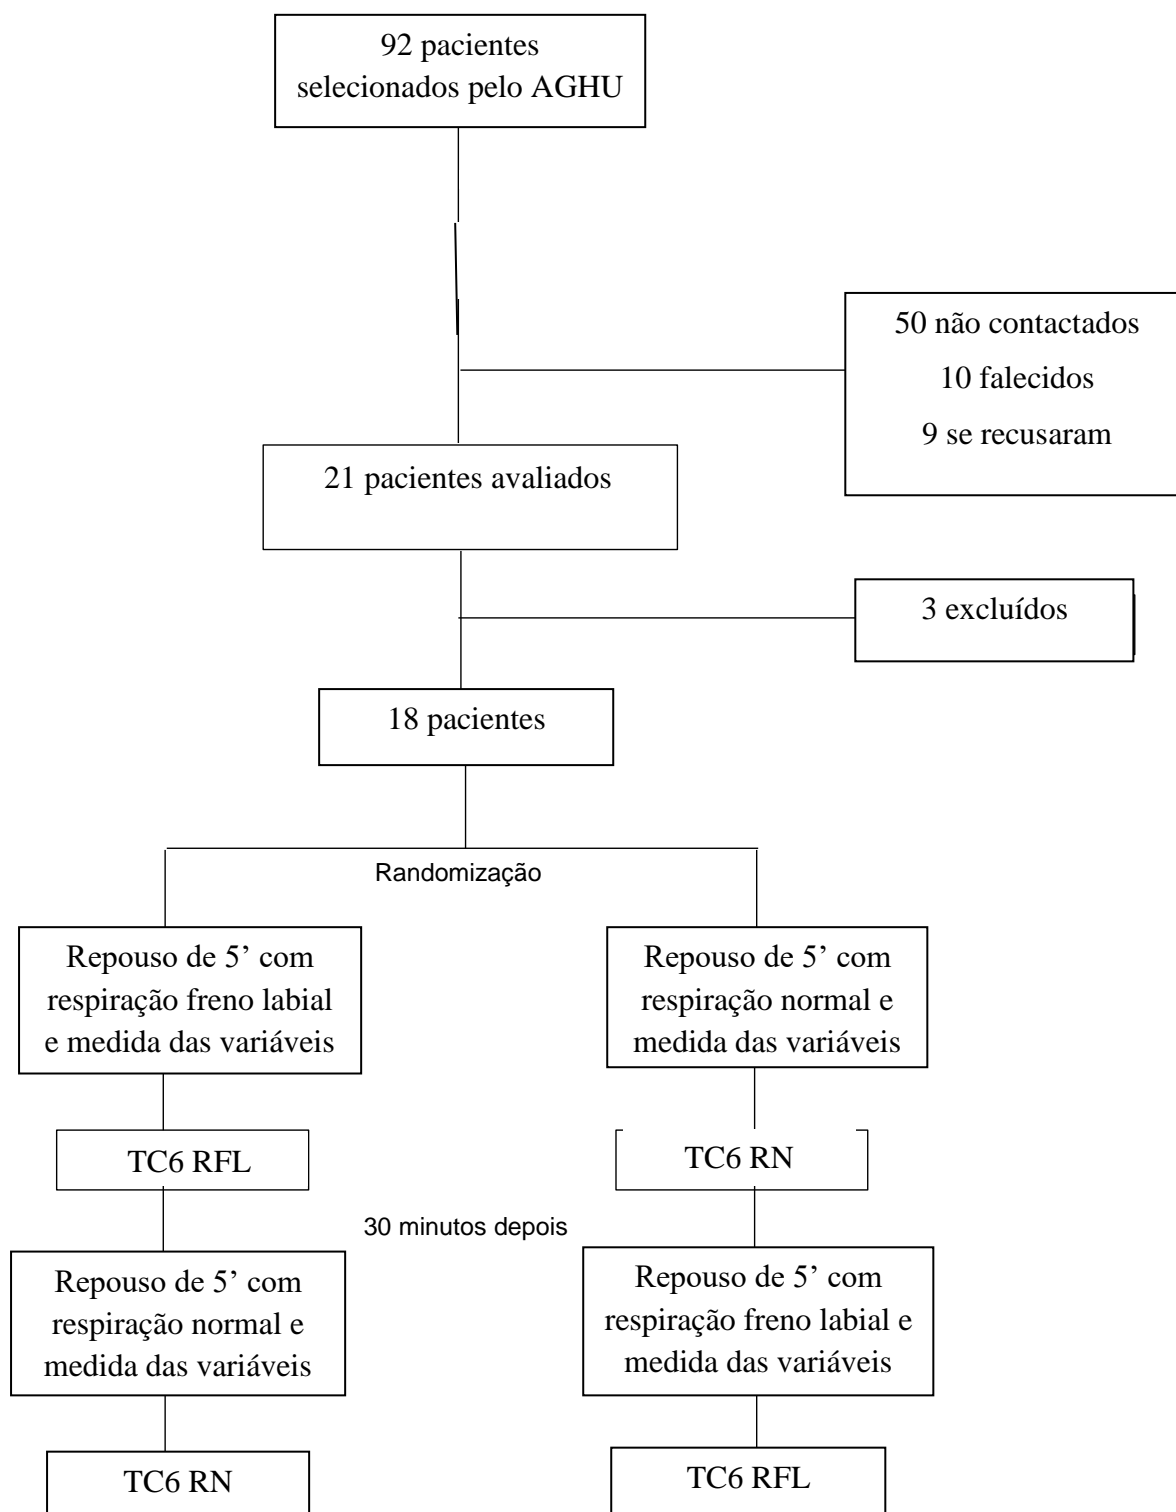 92 pacientes
selecionados pelo AGHU
50 não contactados
10 falecidos
9 se recusaram
21 pacientes avaliados
3 excluídos
18 pacientes
Randomização
Repouso de 5’ com
respiração freno labial
e medida das variáveis
Repouso de 5’ com
respiração normal e
medida das variáveis
TC6 RFL
TC6 RN
30 minutos depois
Repouso de 5’ com
respiração normal e
medida das variáveis
Repouso de 5’ com
respiração freno labial e
medida das variáveis
TC6 RN
TC6 RFL